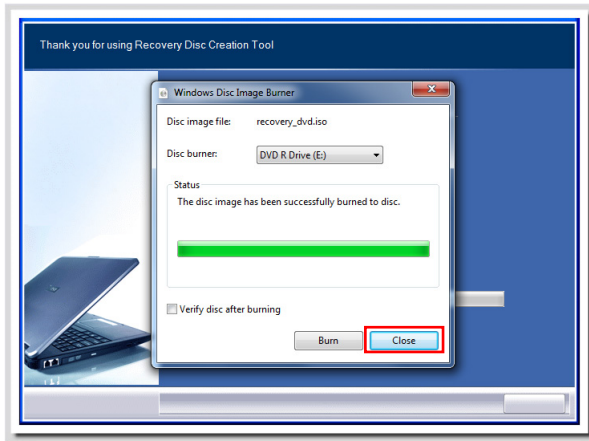 Thank you for using Recovery Disc Creation Tool
Windows Disc Image Burner
Disc image file: recovery_dvd.iso
Disc burner: DVD R Drive (E:)
Status
The disc image has been successfully burned to disc.
Verify disc after burning
Burn Close